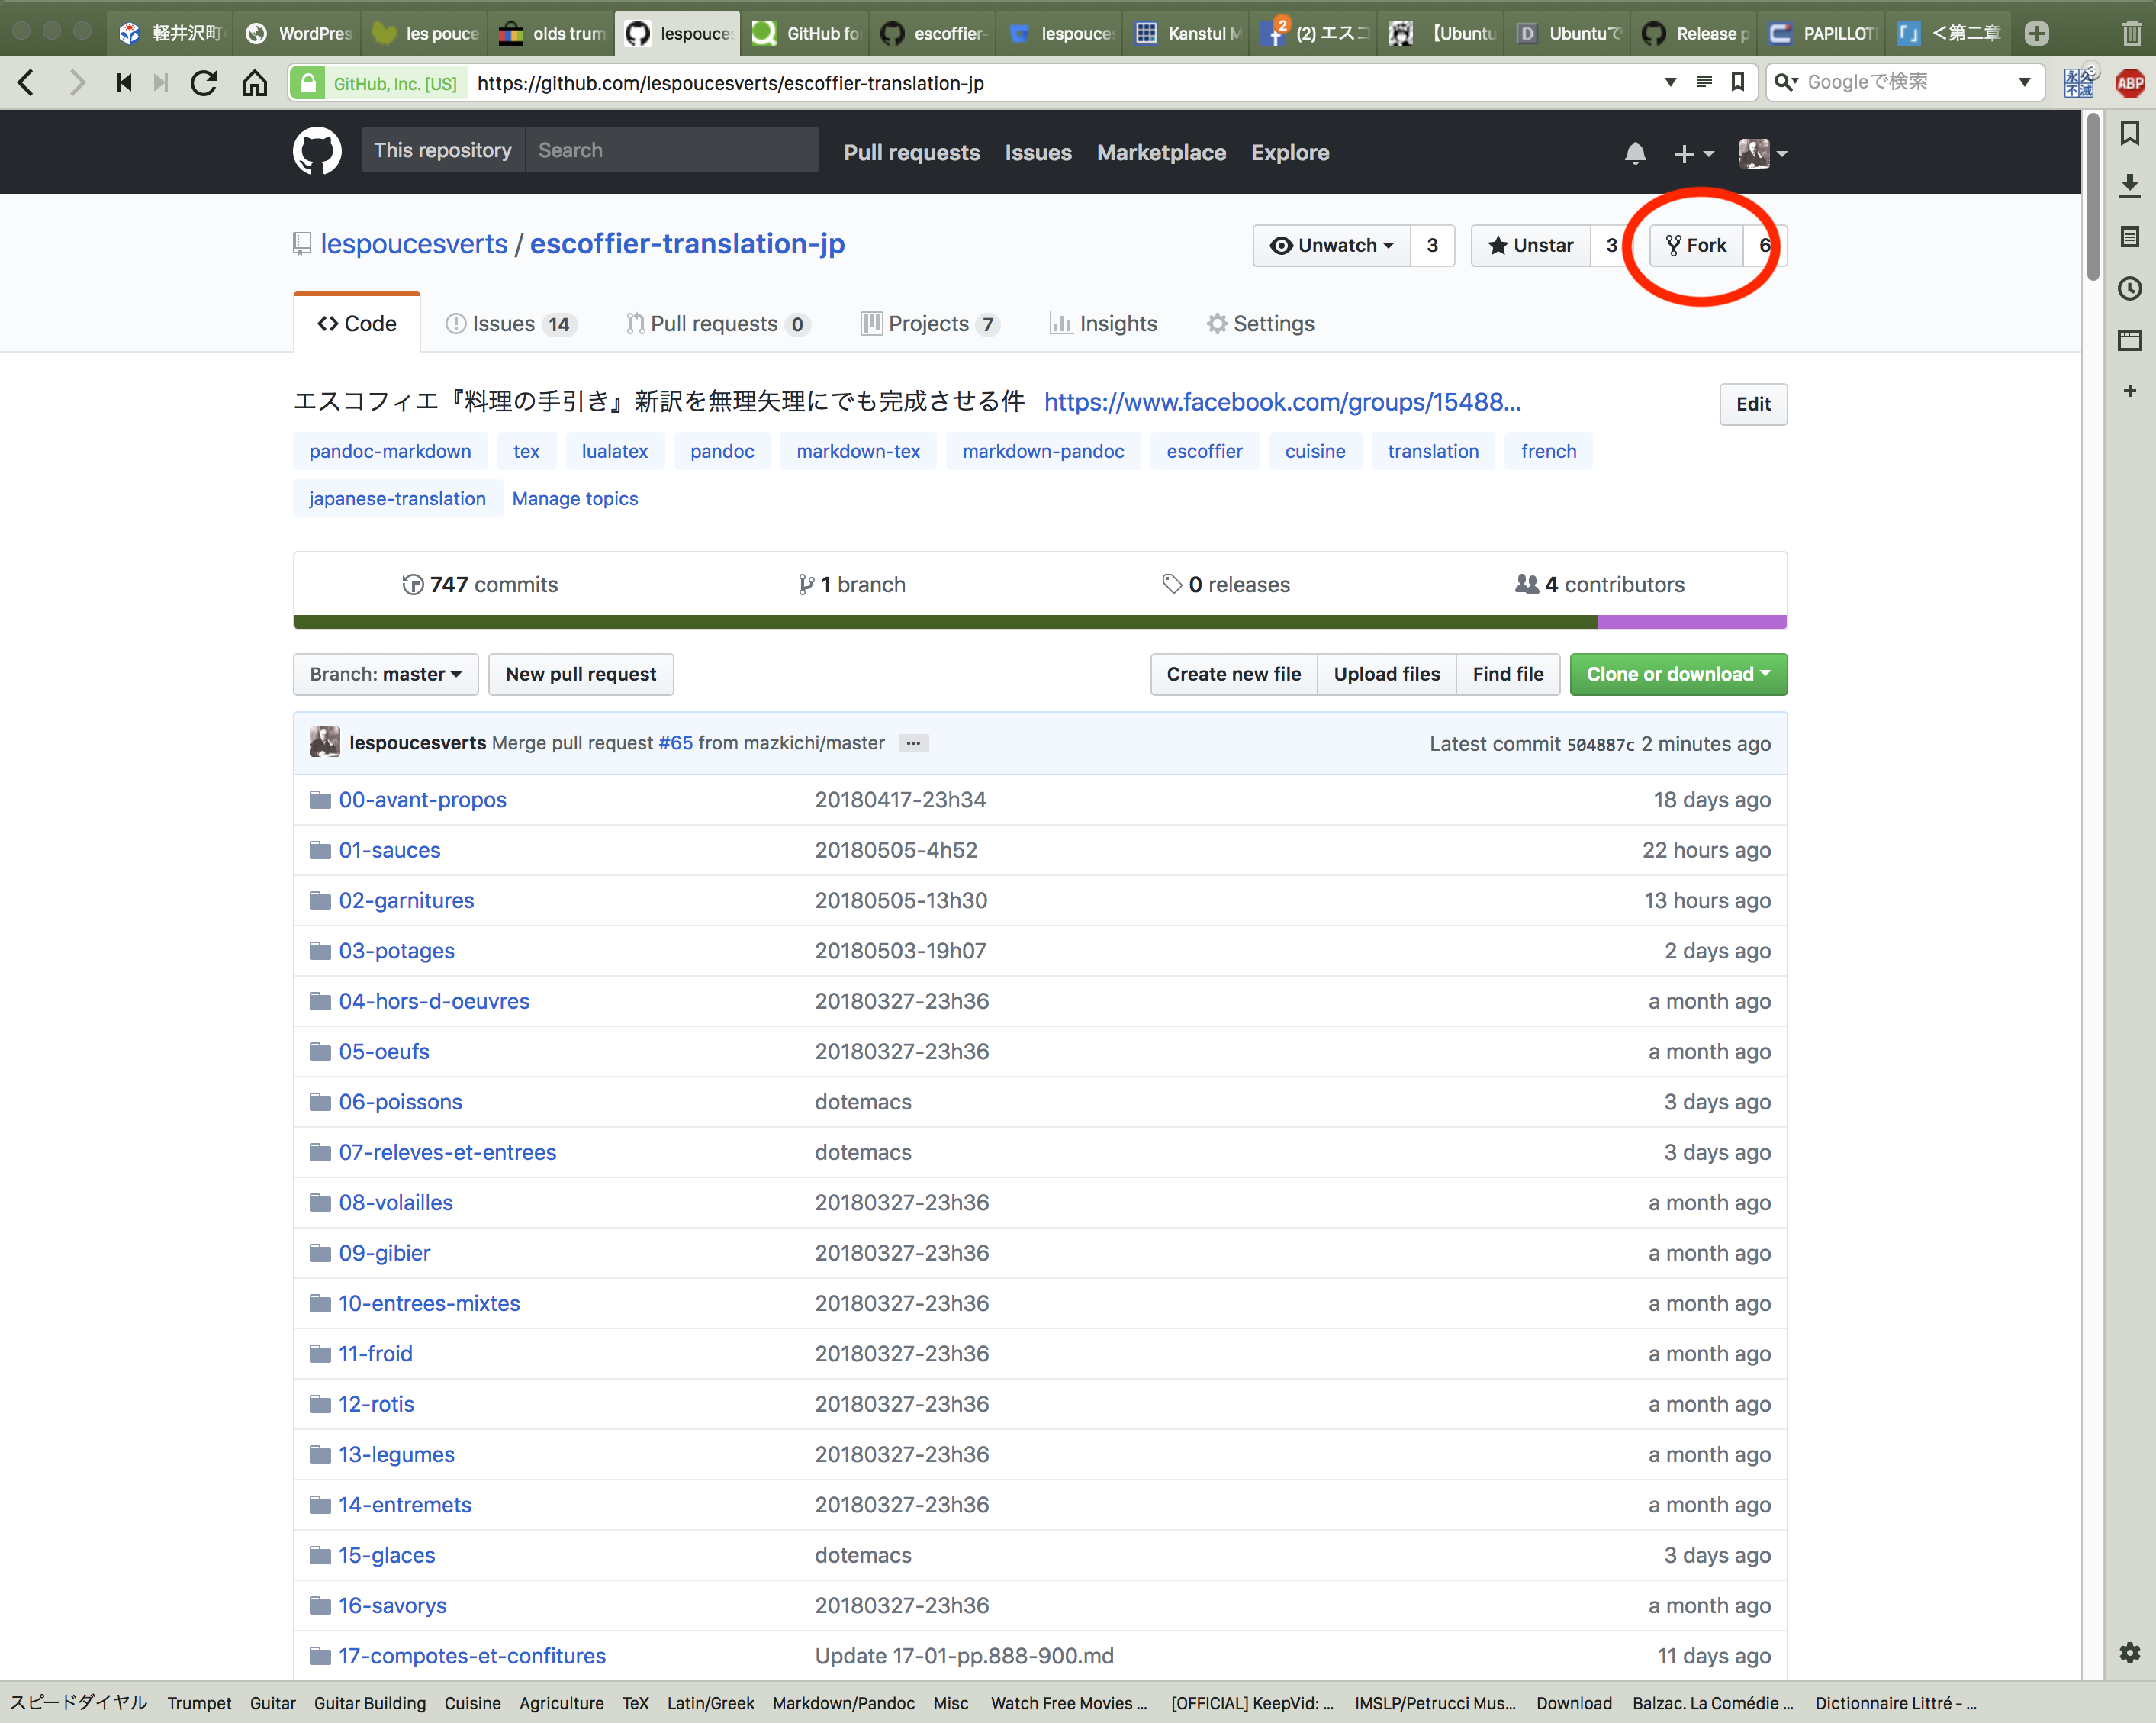 軽井沢町 WordPres les pouce olds trum lespouces GitHub fo escoffier- lespouces Kanstul M 2 (2) エスコ 【Ubuntu Ubuntuで Release p PAPILLOT <第二章
GitHub, Inc. [US] https://github.com/lespoucesverts/escoffier-translation-jp Googleで検索 永久不滅 3 ABP
This repository Search Pull requests Issues Marketplace Explore
lespoucesverts / escoffier-translation-jp Unwatch 3 Unstar 3 Fork 6
Code Issues 14 Pull requests 0 Projects 7 Insights Settings
エスコフィエ『料理の手引き』新訳を無理矢理にでも完成させる件 https://www.facebook.com/groups/15488... Edit
pandoc-markdown tex lualatex pandoc markdown-tex markdown-pandoc escoffier cuisine translation french
japanese-translation Manage topics
747 commits 1 branch 0 releases 4 contributors
Branch: master New pull request Create new file Upload files Find file Clone or download
lespoucesverts Merge pull request #65 from mazkichi/master ... Latest commit 504887c 2 minutes ago
00-avant-propos 20180417-23h34 18 days ago
01-sauces 20180505-4h52 22 hours ago
02-garnitures 20180505-13h30 13 hours ago
03-potages 20180503-19h07 2 days ago
04-hors-d-oeuvres 20180327-23h36 a month ago
05-oeufs 20180327-23h36 a month ago
06-poissons dotemacs 3 days ago
07-releves-et-entrees dotemacs 3 days ago
08-volailles 20180327-23h36 a month ago
09-gibier 20180327-23h36 a month ago
10-entrees-mixtes 20180327-23h36 a month ago
11-froid 20180327-23h36 a month ago
12-rotis 20180327-23h36 a month ago
13-legumes 20180327-23h36 a month ago
14-entremets 20180327-23h36 a month ago
15-glaces dotemacs 3 days ago
16-savorys 20180327-23h36 a month ago
17-compotes-et-confitures Update 17-01-pp.888-900.md 11 days ago
スピードダイヤル Trumpet Guitar Guitar Building Cuisine Agriculture TeX Latin/Greek Markdown/Pandoc Misc Watch Free Movies ... [OFFICIAL] KeepVid: ... IMSLP/Petrucci Mus... Download Balzac. La Comédie ... Dictionnaire Littré - ...